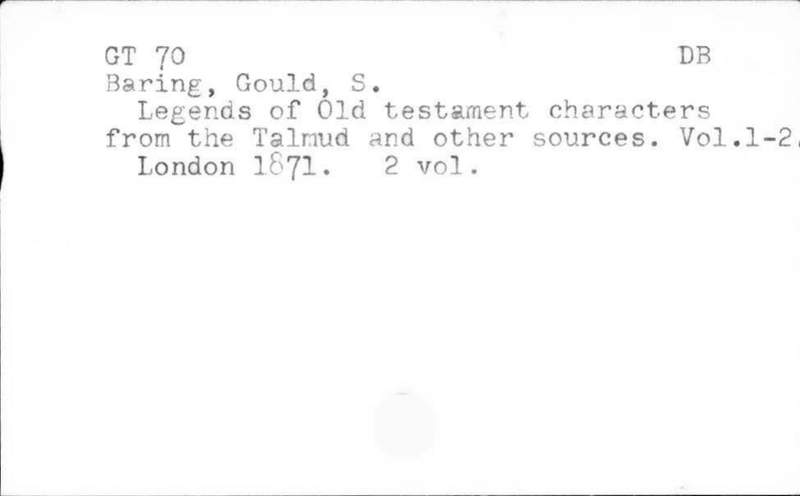 GT 70 DB
Baring, Gould, S.
Legends of Old testament characters
from the Talmud and other sources. Vol.1-2.
London 1871. 2 vol.